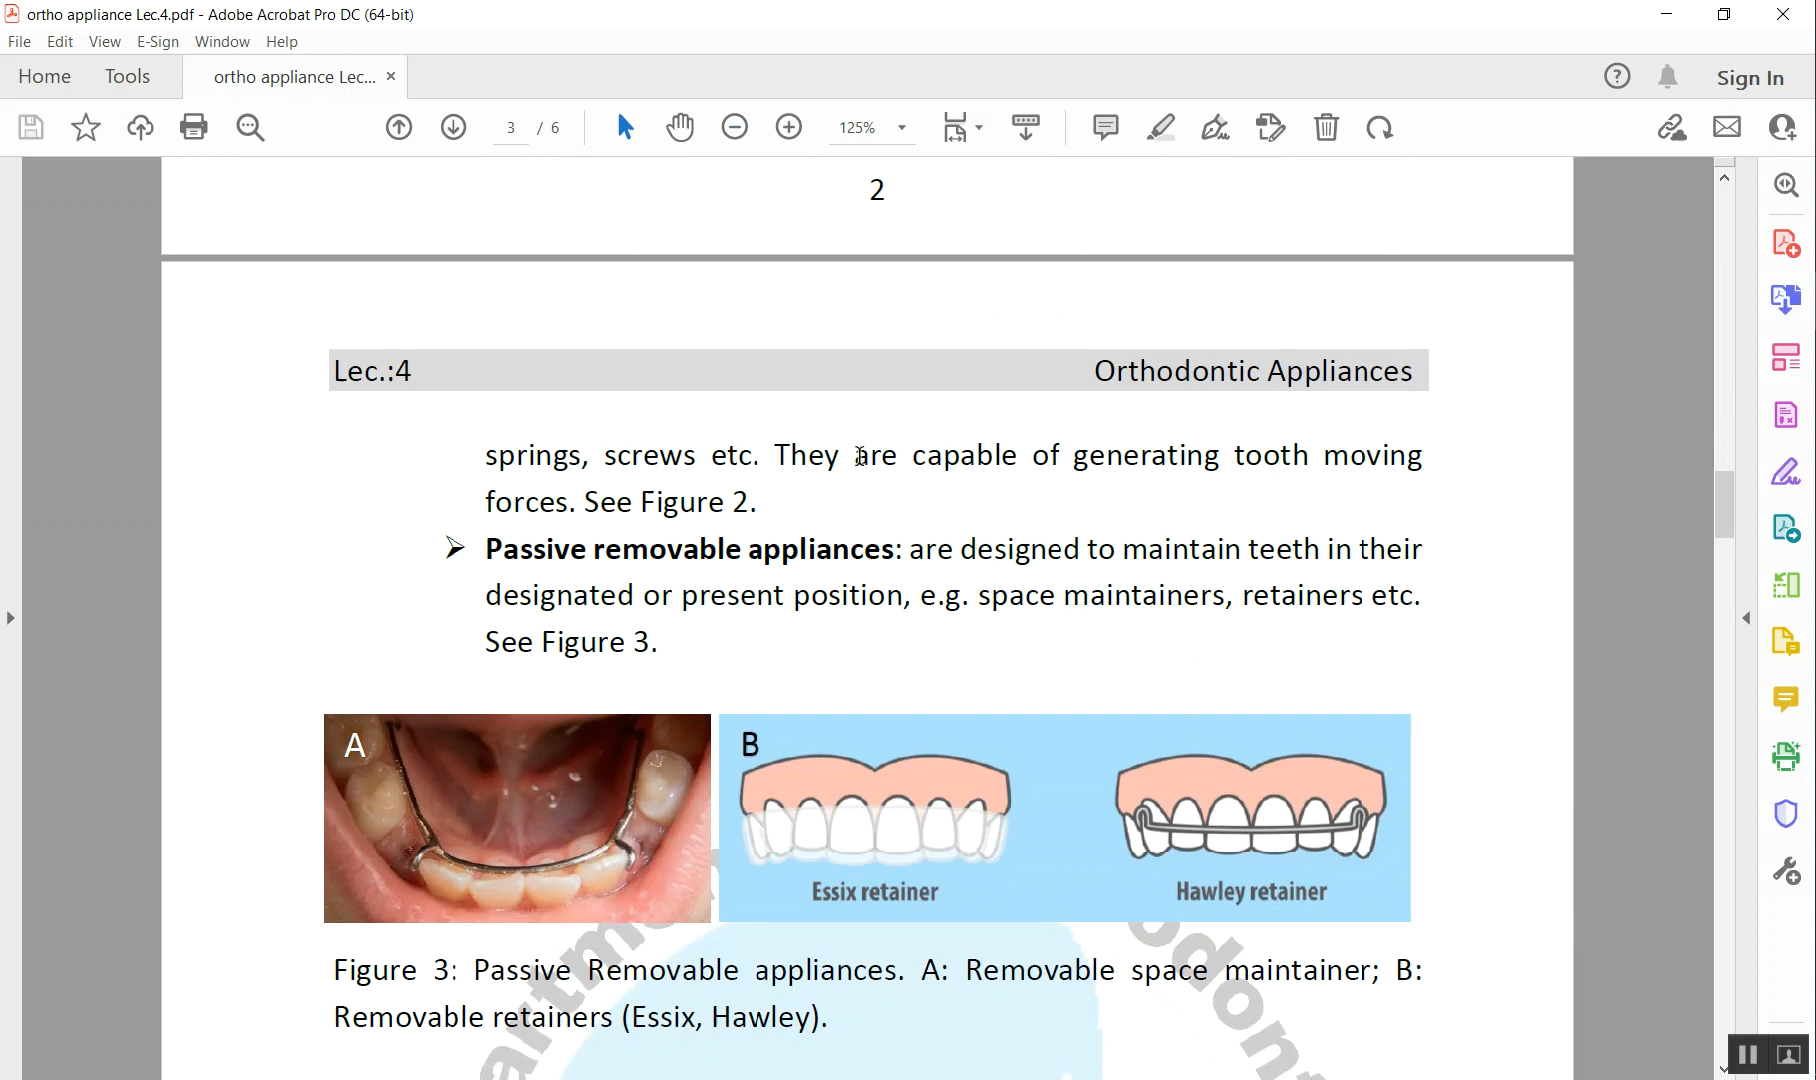 ortho appliance Lec.4.pdf - Adobe Acrobat Pro DC (64-bit)
File Edit View E-Sign Window Help
Home Tools ortho appliance Lec... ×
Sign In
3 / 6
125%
2
Lec.:4 Orthodontic Appliances
springs, screws etc. They are capable of generating tooth moving
forces. See Figure 2.
➢ Passive removable appliances: are designed to maintain teeth in their
designated or present position, e.g. space maintainers, retainers etc.
See Figure 3.
A
B
Essix retainer
Hawley retainer
Figure 3: Passive Removable appliances. A: Removable space maintainer; B:
Removable retainers (Essix, Hawley).